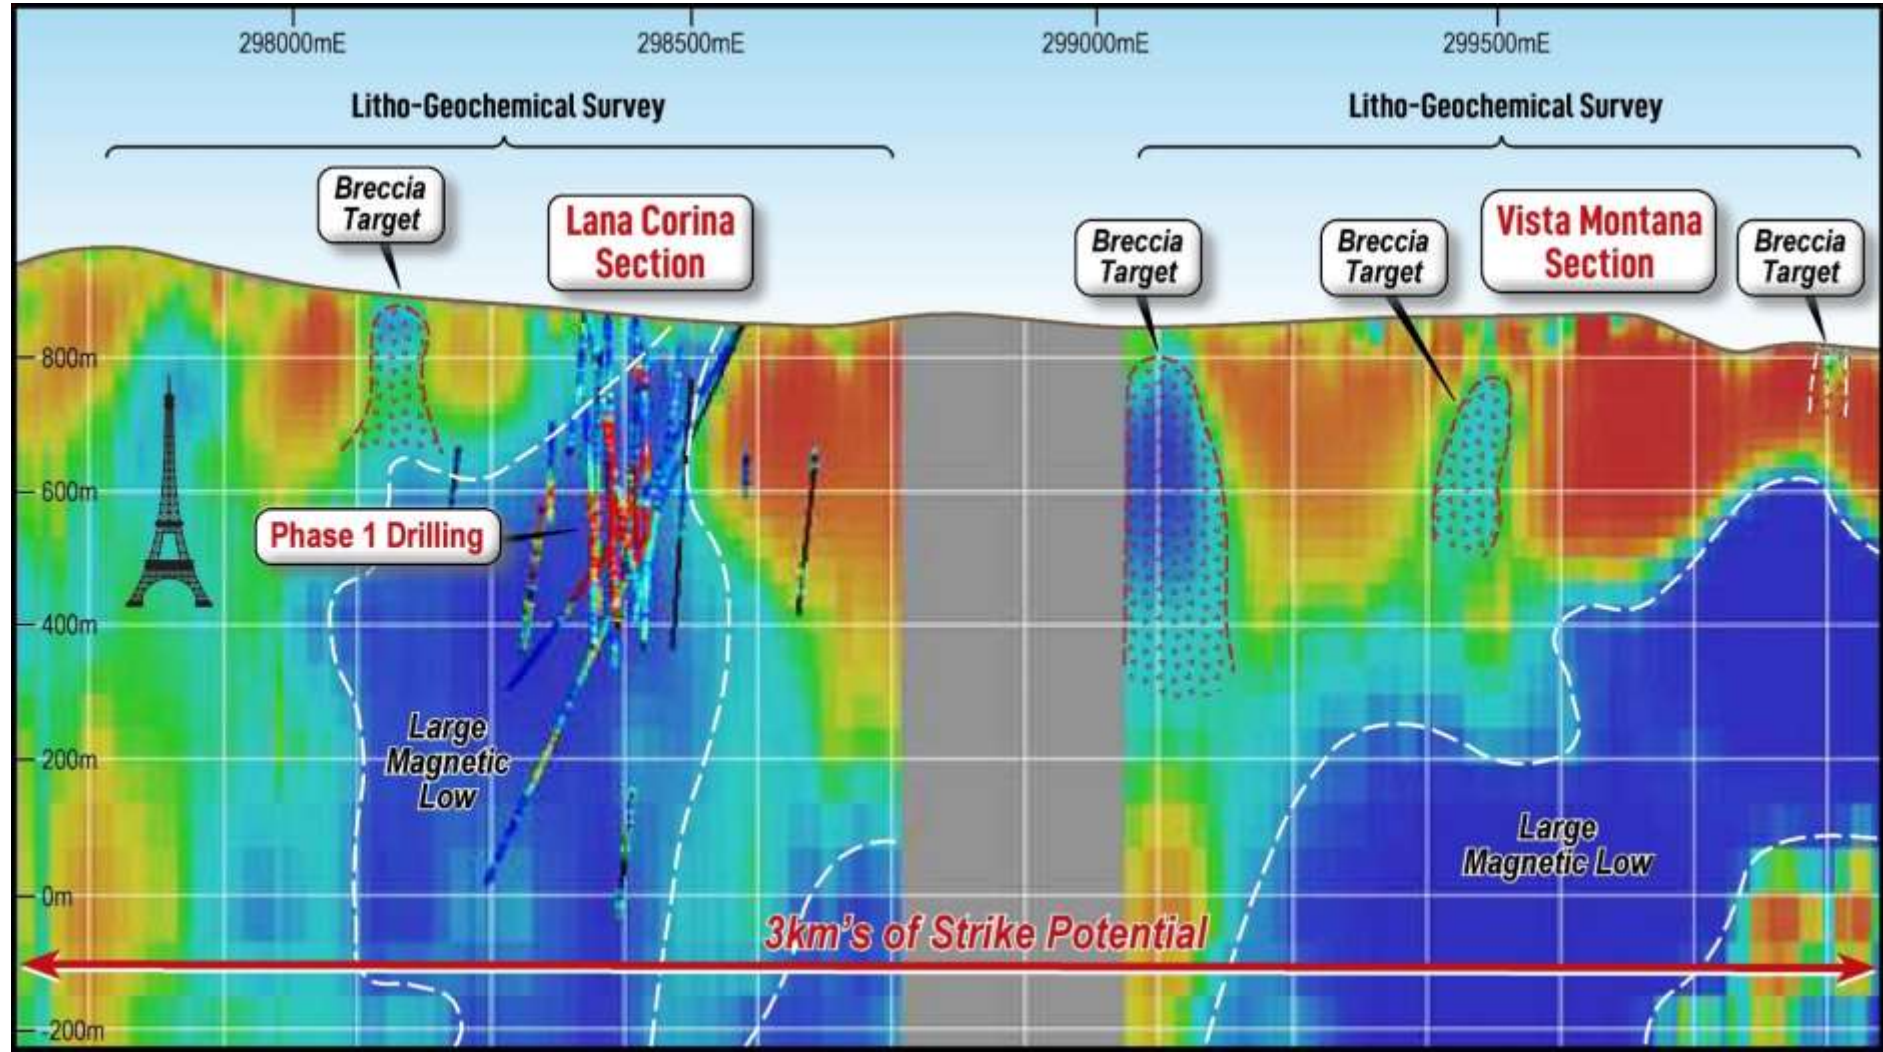 298000mE
298500mE
299000mE
299500mE
Litho-Geochemical Survey
Litho-Geochemical Survey
Breccia
Target
Lana Corina
Section
Breccia
Target
Breccia
Target
Vista Montana
Section
Breccia
Target
800m
600m
Phase 1 Drilling
400m
Large
Magnetic
Low
200m
Large
Magnetic Low
0m
3km's of Strike Potential
-200m